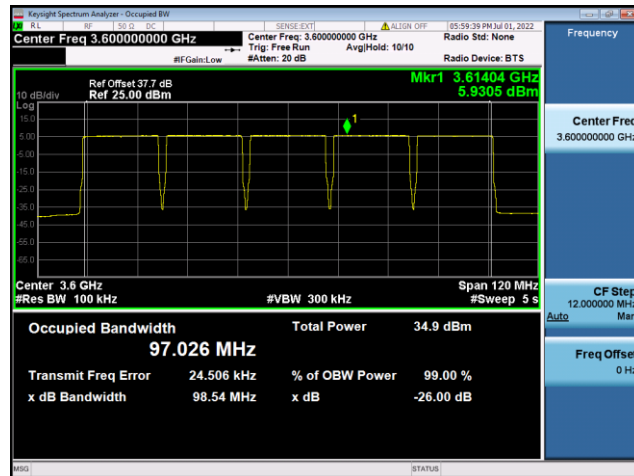 Keysight Spectrum Analyzer - Occupied BW
RL RF 50 Ω DC SENSE:EXT ALIGN OFF 05:59:39 PM Jul 01, 2022
Center Freq 3.600000000 GHz
Center Freq: 3.600000000 GHz
Radio Std: None
Trig: Free Run Avg|Hold: 10/10
#IFGain:Low
#Atten: 20 dB
Radio Device: BTS
Ref Offset 37.7 dB
10 dB/div Ref 25.00 dBm
Mkr1 3.61404 GHz
5.9305 dBm
Log
15.0
5.00
-5.00
-15.0
-25.0
-35.0
-45.0
-55.0
-65.0
1
Center 3.6 GHz
Span 120 MHz
#Res BW 100 kHz
#VBW 300 kHz
#Sweep 5 s
Occupied Bandwidth
97.026 MHz
Total Power 34.9 dBm
Transmit Freq Error 24.506 kHz
% of OBW Power 99.00 %
x dB Bandwidth 98.54 MHz
x dB -26.00 dB
MSG
STATUS
Frequency
Center Freq
3.600000000 GHz
CF Step
12.000000 MHz
Auto Man
Freq Offset
0 Hz